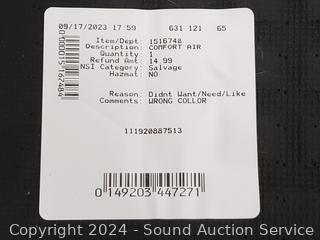 09/17/2023 17:59 631 121 65
Item/Dept: 1516748
Description: COMFORT AIR
Quantity: 1
Refund Amt: 14.99
NSI Category: Salvage
Hazmat: NO
Reason: Didnt Want/Need/Like
Comments: WRONG COLLOR
0000015167484
111920887513
0 149203 447271
Copyright 2024 - Sound Auction Service